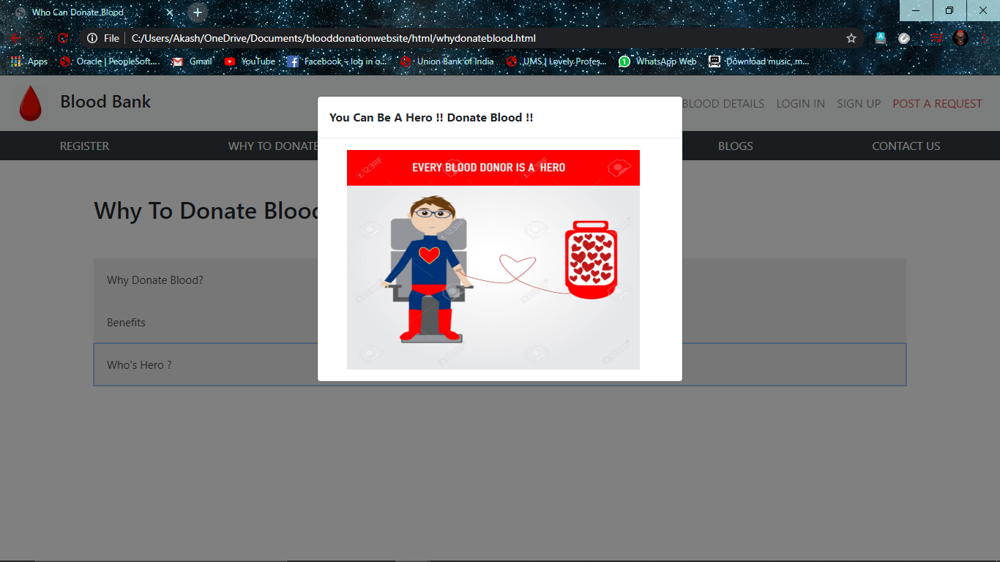 Who Can Donate Blood
File C:/Users/Akash/OneDrive/Documents/blooddonationwebsite/html/whydonateblood.html
Apps Oracle | PeopleSoft... Gmail YouTube Facebook – log in o... Union Bank of India UMS | Lovely Profes... WhatsApp Web Download music, m...
Blood Bank
BLOOD DETAILS LOGIN IN SIGN UP POST A REQUEST
REGISTER WHY TO DONATE BLOGS CONTACT US
You Can Be A Hero !! Donate Blood !!
EVERY BLOOD DONOR IS A HERO
123RF
Why To Donate Blood
Why Donate Blood?
Benefits
Who's Hero ?